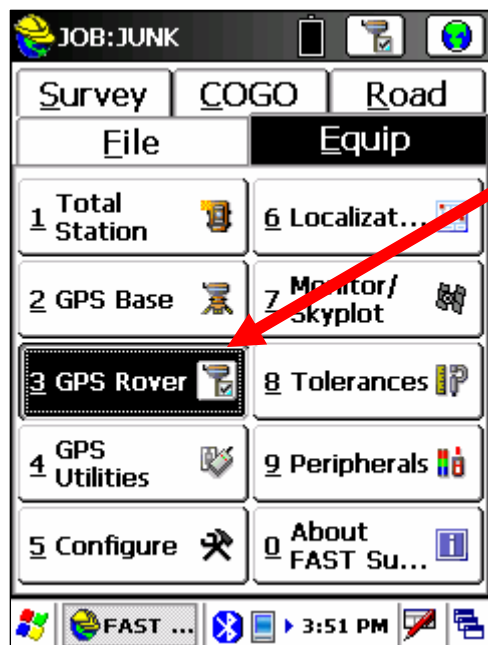 JOB:JUNK
Survey COGO Road
File Equip
1 Total
Station
6 Localizat...
2 GPS Base
7 Monitor/
Skyplot
3 GPS Rover
8 Tolerances
4 GPS
Utilities
9 Peripherals
5 Configure
0 About
FAST Su...
FAST ... 3:51 PM